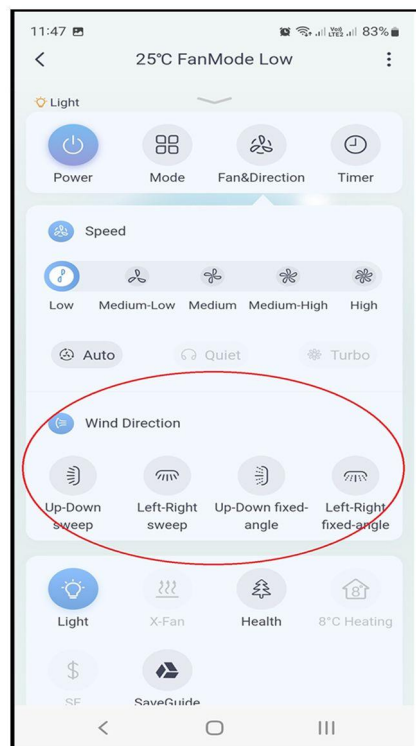 11:47
83%
25°C FanMode Low
Light
Power Mode Fan&Direction Timer
Speed
Low Medium-Low Medium Medium-High High
Auto Quiet Turbo
Wind Direction
Up-Down Left-Right Up-Down fixed- Left-Right
sweep sweep angle fixed-angle
Light X-Fan Health 8°C Heating
SE SaveGuide